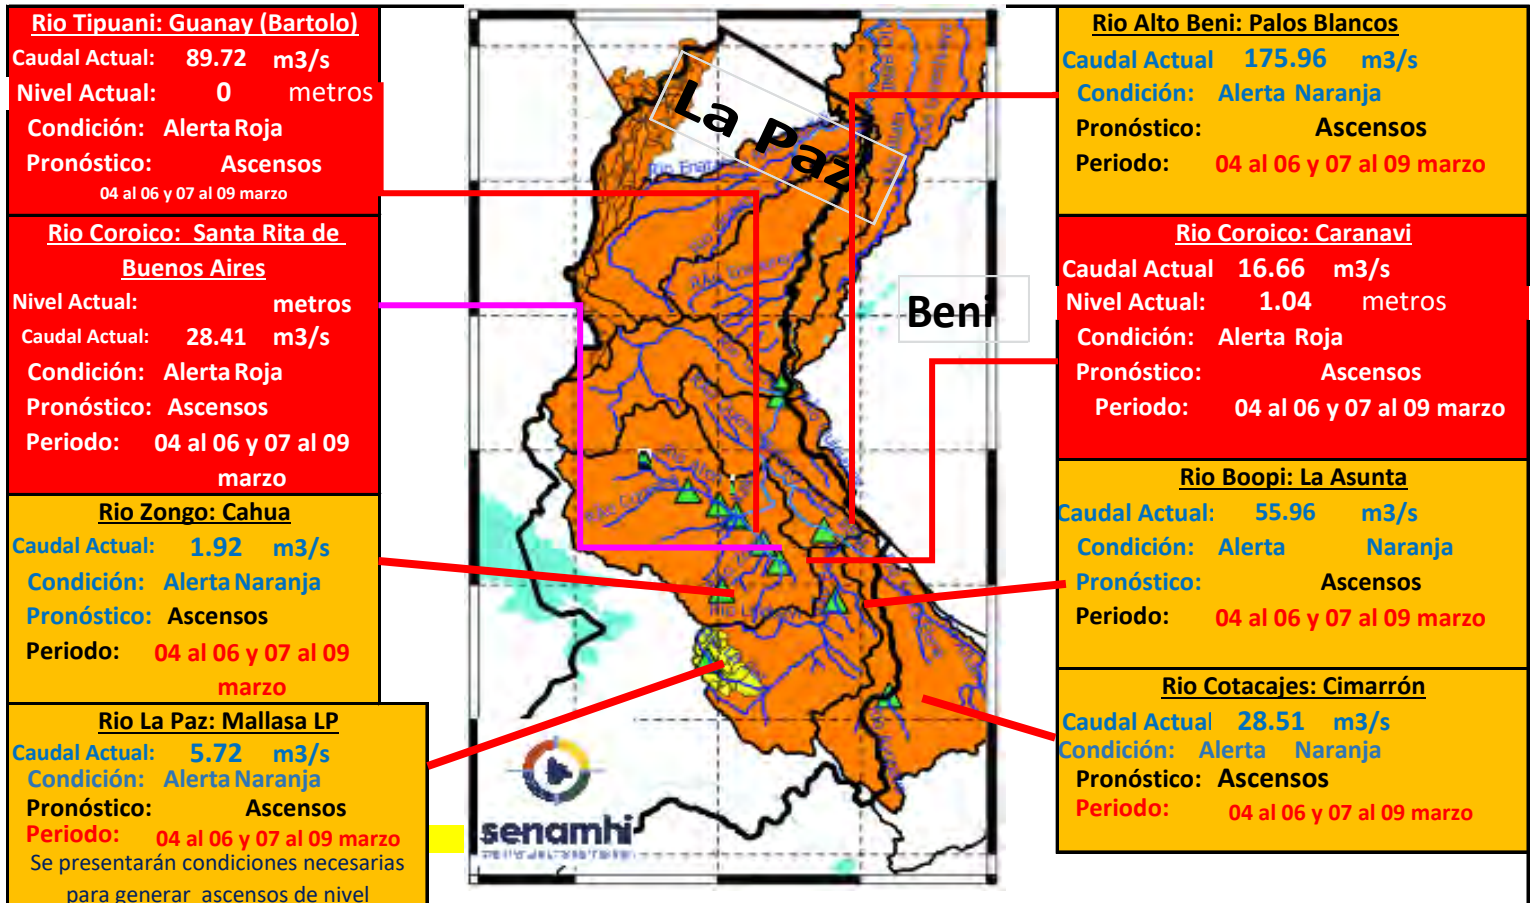 Rio Tipuani: Guanay (Bartolo)
Caudal Actual: 89.72 m3/s
Nivel Actual: 0 metros
Condición: Alerta Roja
Pronóstico: Ascensos
04 al 06 y 07 al 09 marzo
Rio Coroico: Santa Rita de
Buenos Aires
Nivel Actual: metros
Caudal Actual: 28.41 m3/s
Condición: Alerta Roja
Pronóstico: Ascensos
Periodo: 04 al 06 y 07 al 09
marzo
Rio Zongo: Cahua
Caudal Actual: 1.92 m3/s
Condición: Alerta Naranja
Pronóstico: Ascensos
Periodo: 04 al 06 y 07 al 09
marzo
Rio La Paz: Mallasa LP
Caudal Actual: 5.72 m3/s
Condición: Alerta Naranja
Pronóstico: Ascensos
Periodo: 04 al 06 y 07 al 09 marzo
Se presentarán condiciones necesarias
para generar ascensos de nivel
La Paz
Beni
senamhi
Rio Alto Beni: Palos Blancos
Caudal Actual 175.96 m3/s
Condición: Alerta Naranja
Pronóstico: Ascensos
Periodo: 04 al 06 y 07 al 09 marzo
Rio Coroico: Caranavi
Caudal Actual 16.66 m3/s
Nivel Actual: 1.04 metros
Condición: Alerta Roja
Pronóstico: Ascensos
Periodo: 04 al 06 y 07 al 09 marzo
Rio Boopi: La Asunta
Caudal Actual: 55.96 m3/s
Condición: Alerta Naranja
Pronóstico: Ascensos
Periodo: 04 al 06 y 07 al 09 marzo
Rio Cotacajes: Cimarrón
Caudal Actual 28.51 m3/s
Condición: Alerta Naranja
Pronóstico: Ascensos
Periodo: 04 al 06 y 07 al 09 marzo